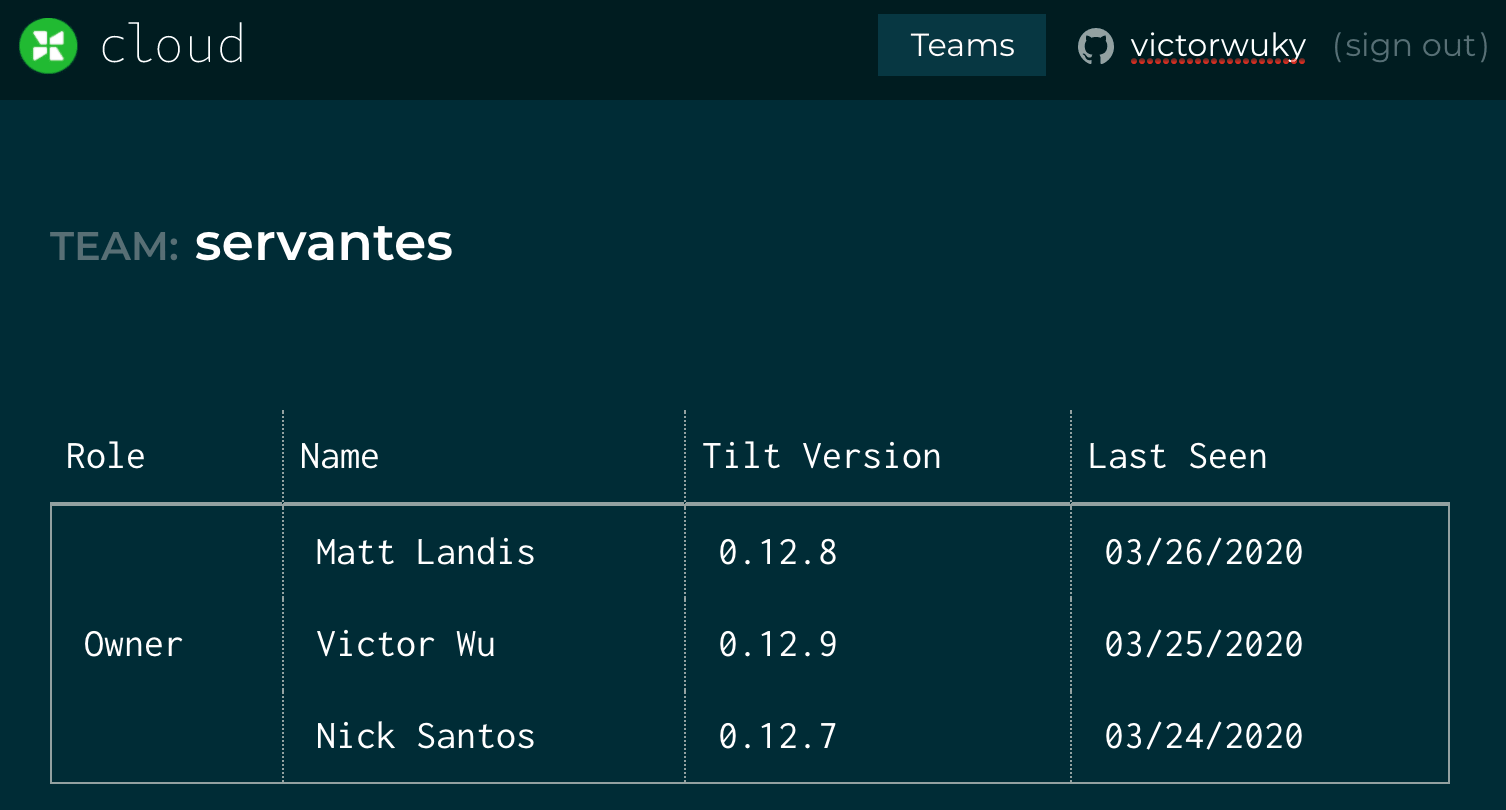 cloud Teams victorwuky (sign out)
TEAM: servantes
Role Name Tilt Version Last Seen
Matt Landis 0.12.8 03/26/2020
Owner Victor Wu 0.12.9 03/25/2020
Nick Santos 0.12.7 03/24/2020